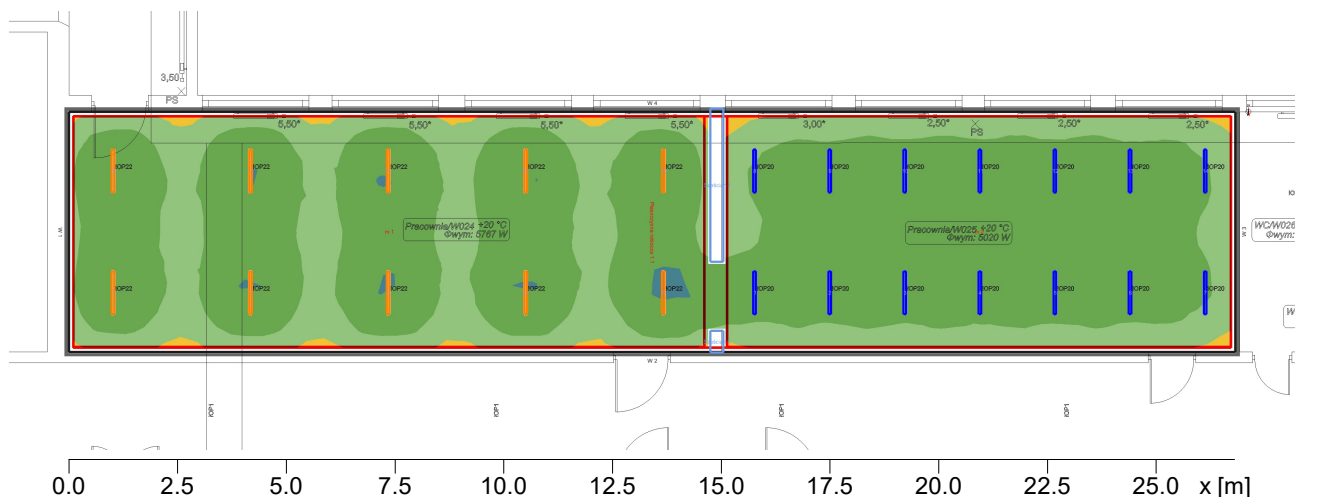 3,50
PS
W 4
5,50*
5,50*
5,50*
5,50*
3,00*
2,50*
PS
2,50*
2,50*
IOP22
IOP22
IOP22
IOP22
IOP22
IOP20
IOP20
IOP20
IOP20
IOP20
IOP20
IOP20
W 1
Pracownia/W024 +20 °C
Φwym: 5767 W
Pracownia/W025 +20 °C
Φwym: 5020 W
W 3
WC/W026
Φwym:
IOP22
IOP22
IOP22
IOP22
IOP22
IOP20
IOP20
IOP20
IOP20
IOP20
IOP20
IOP20
W 2
IOP1
IOP1
IOP1
IOP1
0.0 2.5 5.0 7.5 10.0 12.5 15.0 17.5 20.0 22.5 25.0 x [m]